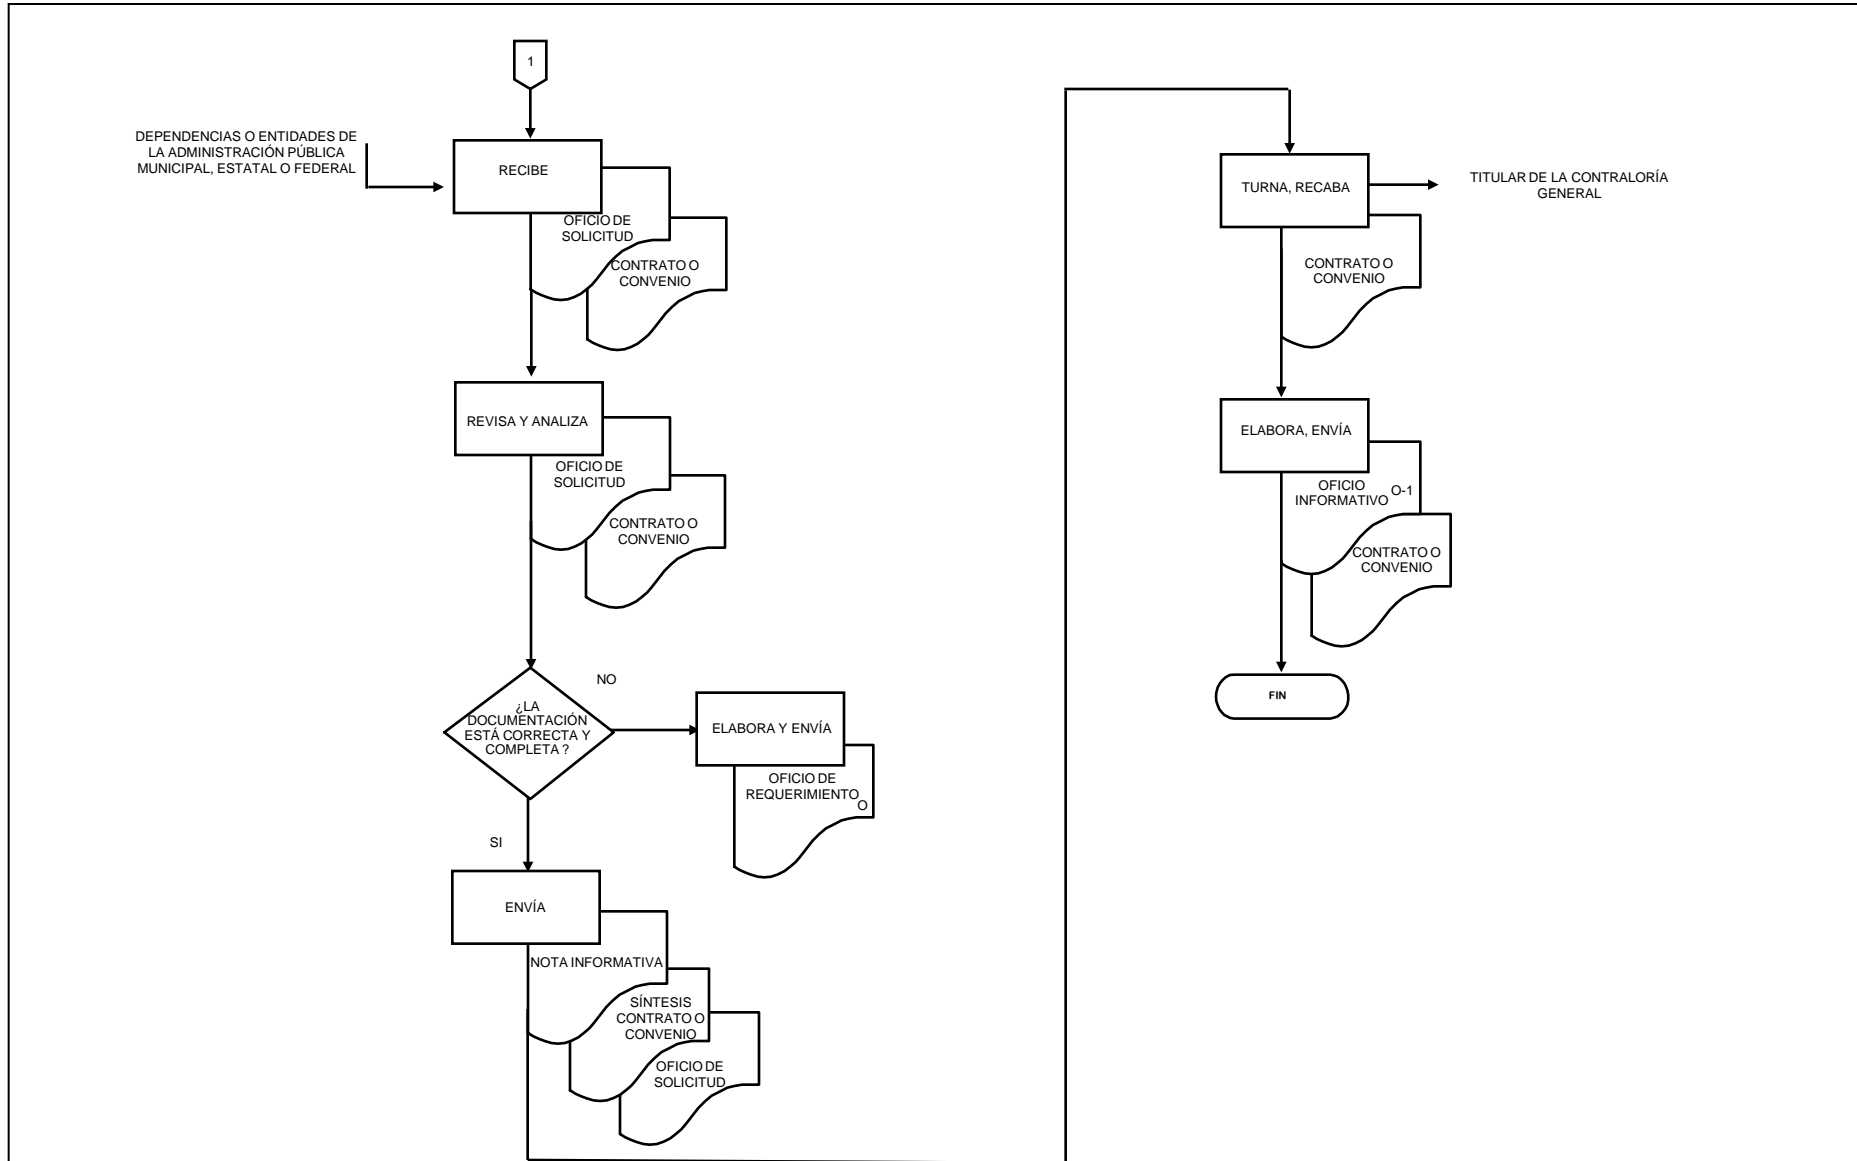 1
DEPENDENCIAS O ENTIDADES DE
LA ADMINISTRACIÓN PÚBLICA
MUNICIPAL, ESTATAL O FEDERAL
RECIBE
OFICIO DE
SOLICITUD
CONTRATO O
CONVENIO
REVISA Y ANALIZA
OFICIO DE
SOLICITUD
CONTRATO O
CONVENIO
¿LA
DOCUMENTACIÓN
ESTÁ CORRECTA Y
COMPLETA ?
NO
ELABORA Y ENVÍA
OFICIO DE
REQUERIMIENTO
O
SI
ENVÍA
NOTA INFORMATIVA
SÍNTESIS
CONTRATO O
CONVENIO
OFICIO DE
SOLICITUD
TURNA, RECABA
TITULAR DE LA CONTRALORÍA
GENERAL
CONTRATO O
CONVENIO
ELABORA, ENVÍA
OFICIO
INFORMATIVO O-1
CONTRATO O
CONVENIO
FIN